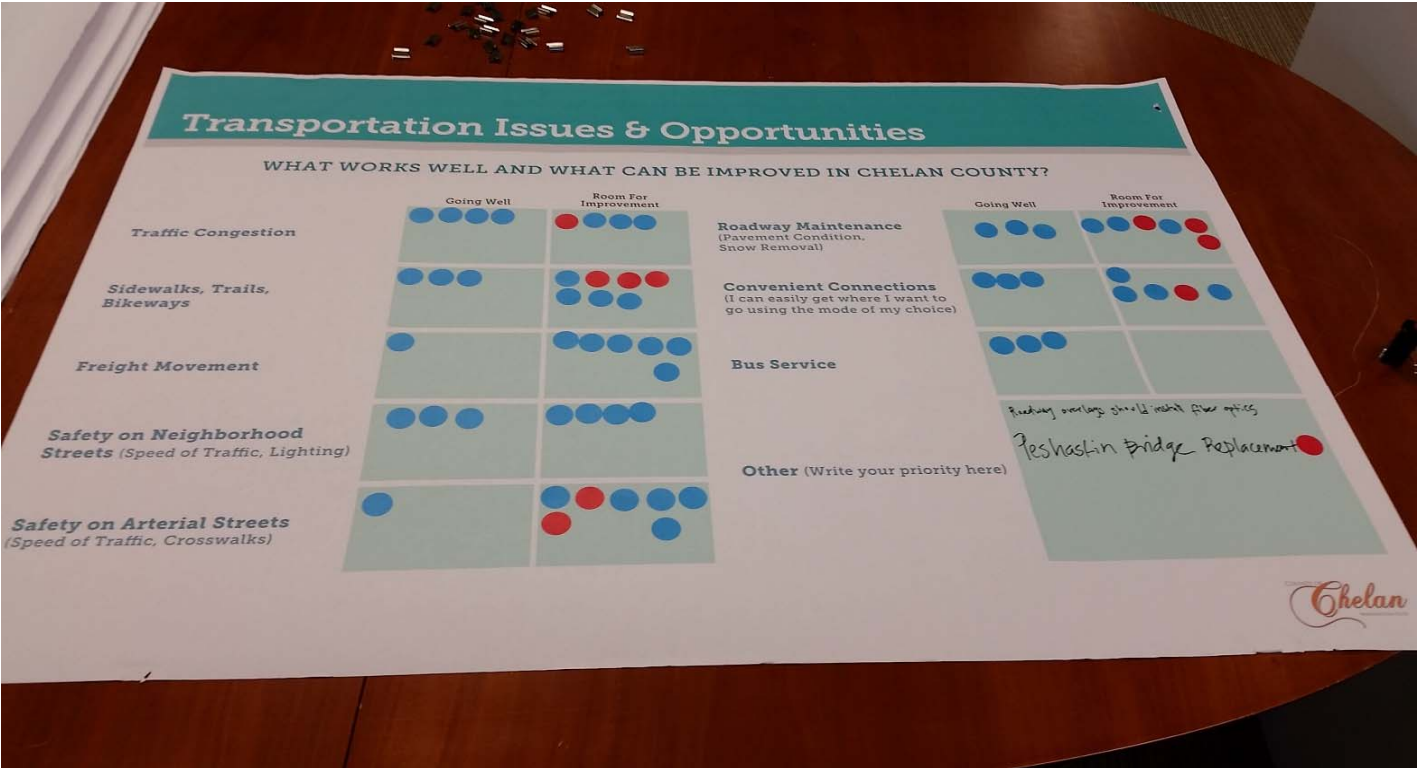 Transportation Issues & Opportunities
WHAT WORKS WELL AND WHAT CAN BE IMPROVED IN CHELAN COUNTY?
Going Well
Room For
Improvement
Traffic Congestion
Sidewalks, Trails,
Bikeways
Freight Movement
Safety on Neighborhood
Streets (Speed of Traffic, Lighting)
Safety on Arterial Streets
(Speed of Traffic, Crosswalks)
Going Well
Room For
Improvement
Roadway Maintenance
(Pavement Condition,
Snow Removal)
Convenient Connections
(I can easily get where I want to
go using the mode of my choice)
Bus Service
Other (Write your priority here)
Roadway overlays should install fiber optics
Peshastin Bridge Replacement
Chelan